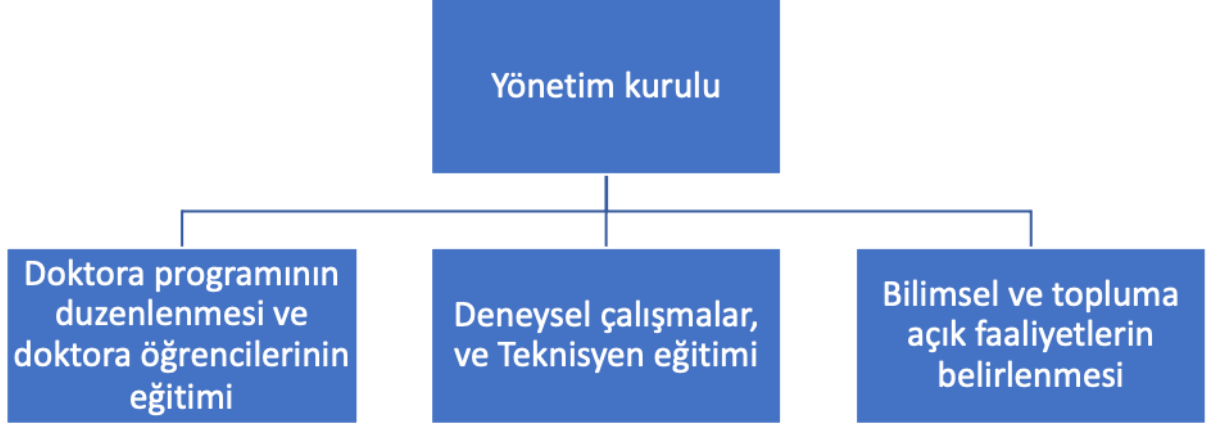 Yönetim kurulu
Doktora programının
duzenlenmesi ve
doktora öğrencilerinin
eğitimi
Deneysel çalışmalar,
ve Teknisyen eğitimi
Bilimsel ve topluma
açık faaliyetlerin
belirlenmesi